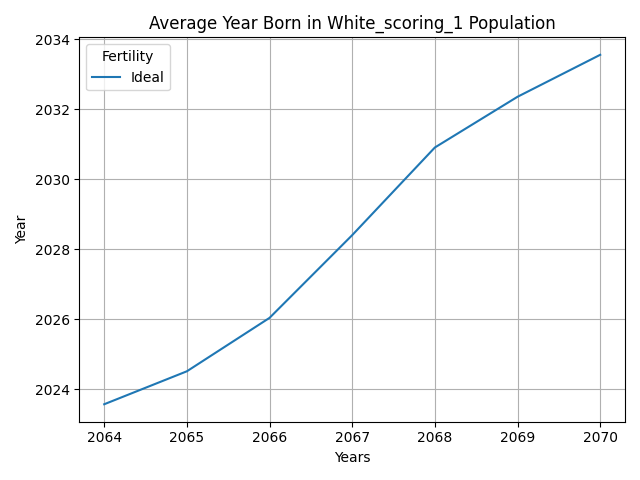 Average Year Born in White_scoring_1 Population
Fertility
Ideal
Year
2034
2032
2030
2028
2026
2024
2064 2065 2066 2067 2068 2069 2070
Years